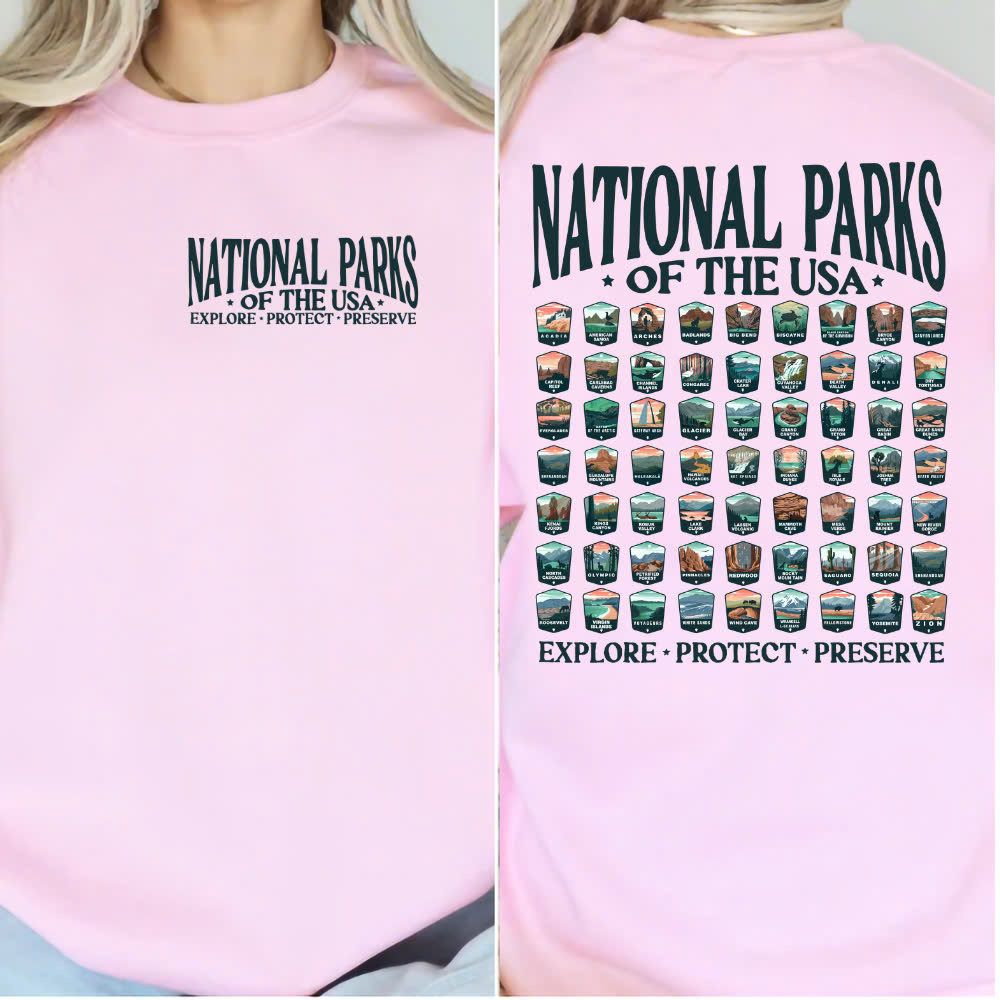 NATIONAL PARKS
OF THE USA
EXPLORE · PROTECT · PRESERVE
NATIONAL PARKS
★ OF THE USA ★
ACADIA AMERICAN SAMOA ARCHES BADLANDS BIG BEND BISCAYNE OF THE GUNNISON BRYCE CANYON CANYONLANDS
CAPITOL REEF CARLSBAD CAVERNS CHANNEL ISLANDS CRATER LAKE CUYAHOGA VALLEY DEATH VALLEY DENALI DRY
EVERGLADES OF THE ARCTIC GATEWAY ARCH GLACIER GLACIER BAY GRAND CANYON GRAND TETON GREAT BASIN GREAT SAND DUNES
GUADALUPE MOUNTAINS HALEAKALA HAWAII VOLCANOES HOT SPRINGS INDIANA DUNES ISLE ROYALE JOSHUA TREE
KENAI FJORDS KINGS CANYON KOBUK VALLEY LAKE CLARK LASSEN VOLCANIC MAMMOTH CAVE MESA VERDE MOUNT RAINIER NEW RIVER GORGE
NORTH CASCADES OLYMPIC PETRIFIED FOREST PINNACLES REDWOOD ROCKY MOUNTAIN SAGUARO SEQUOIA SHENANDOAH
ROOSEVELT VIRGIN ISLANDS VOYAGEURS WHITE SANDS WIND CAVE WRANGELL YELLOWSTONE YOSEMITE ZION
EXPLORE ★ PROTECT ★ PRESERVE